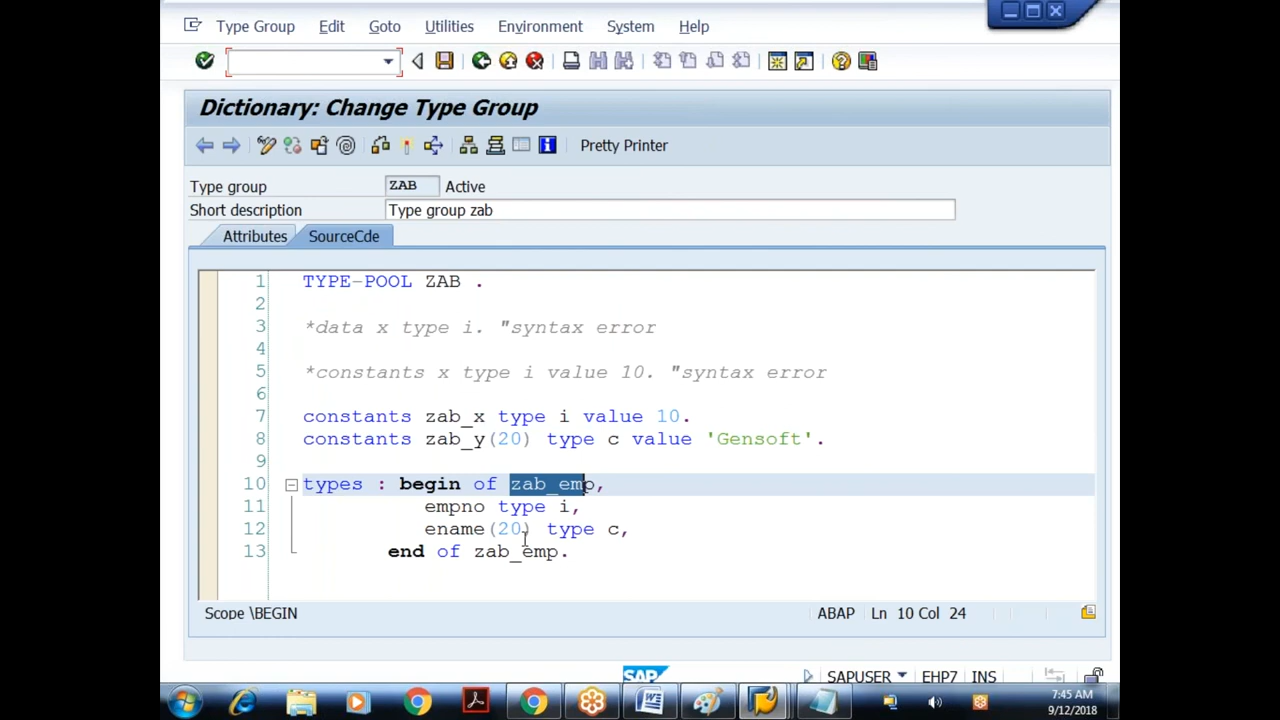 Type Group Edit Goto Utilities Environment System Help
Dictionary: Change Type Group
Pretty Printer
Type group ZAB Active
Short description Type group zab
Attributes SourceCde
1 TYPE-POOL ZAB .
2
3 *data x type i. "syntax error
4
5 *constants x type i value 10. "syntax error
6
7 constants zab_x type i value 10.
8 constants zab_y(20) type c value 'Gensoft'.
9
10 types : begin of zab_emp,
11 empno type i,
12 ename(20) type c,
13 end of zab_emp.
Scope \BEGIN ABAP Ln 10 Col 24
SAP SAPUSER EHP7 INS
7:45 AM
9/12/2018